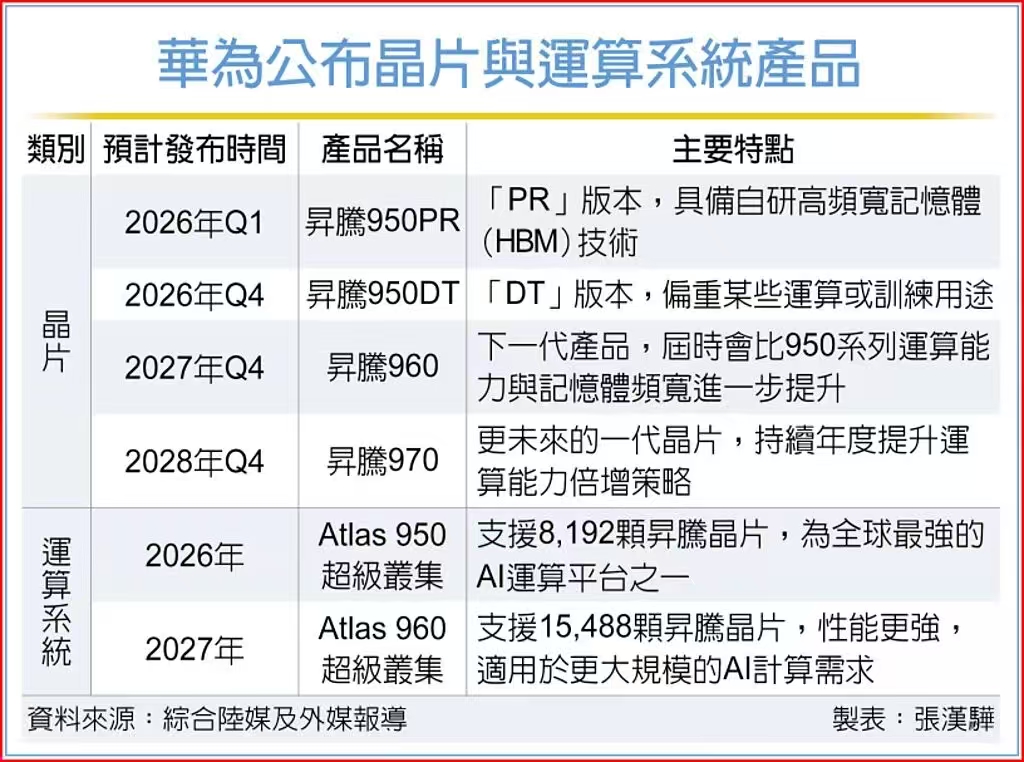 華為公布晶片與運算系統產品
類別 預計發布時間 產品名稱 主要特點
晶片
2026年Q1 昇騰950PR 「PR」版本，具備自研高頻寬記憶體
(HBM)技術
2026年Q4 昇騰950DT 「DT」版本，偏重某些運算或訓練用途
2027年Q4 昇騰960 下一代產品，屆時會比950系列運算能
力與記憶體頻寬進一步提升
2028年Q4 昇騰970 更未來的一代晶片，持續年度提升運
算能力倍增策略
運算系統
2026年 Atlas 950 支援8,192顆昇騰晶片，為全球最強的
超級叢集 AI運算平台之一
2027年 Atlas 960 支援15,488顆昇騰晶片，性能更強，
超級叢集 適用於更大規模的AI計算需求
資料來源：綜合陸媒及外媒報導 製表：張漢驊